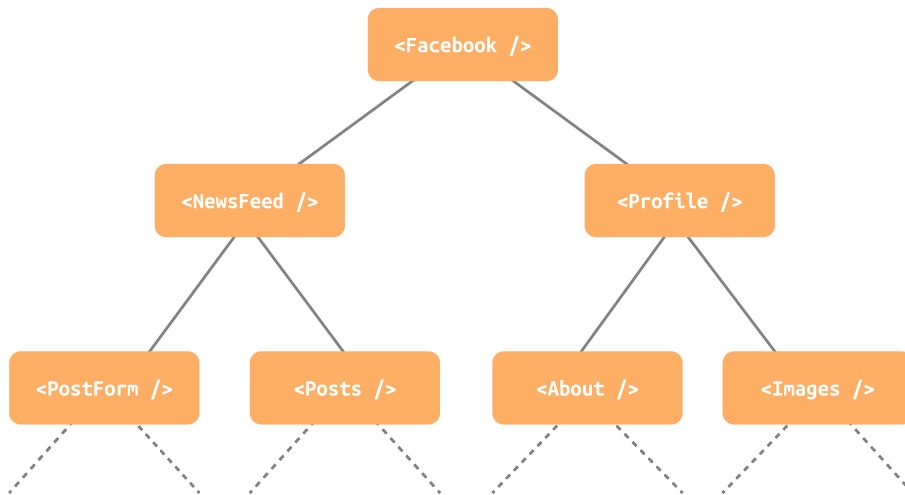 <Facebook />
<NewsFeed />
<Profile />
<PostForm />
<Posts />
<About />
<Images />